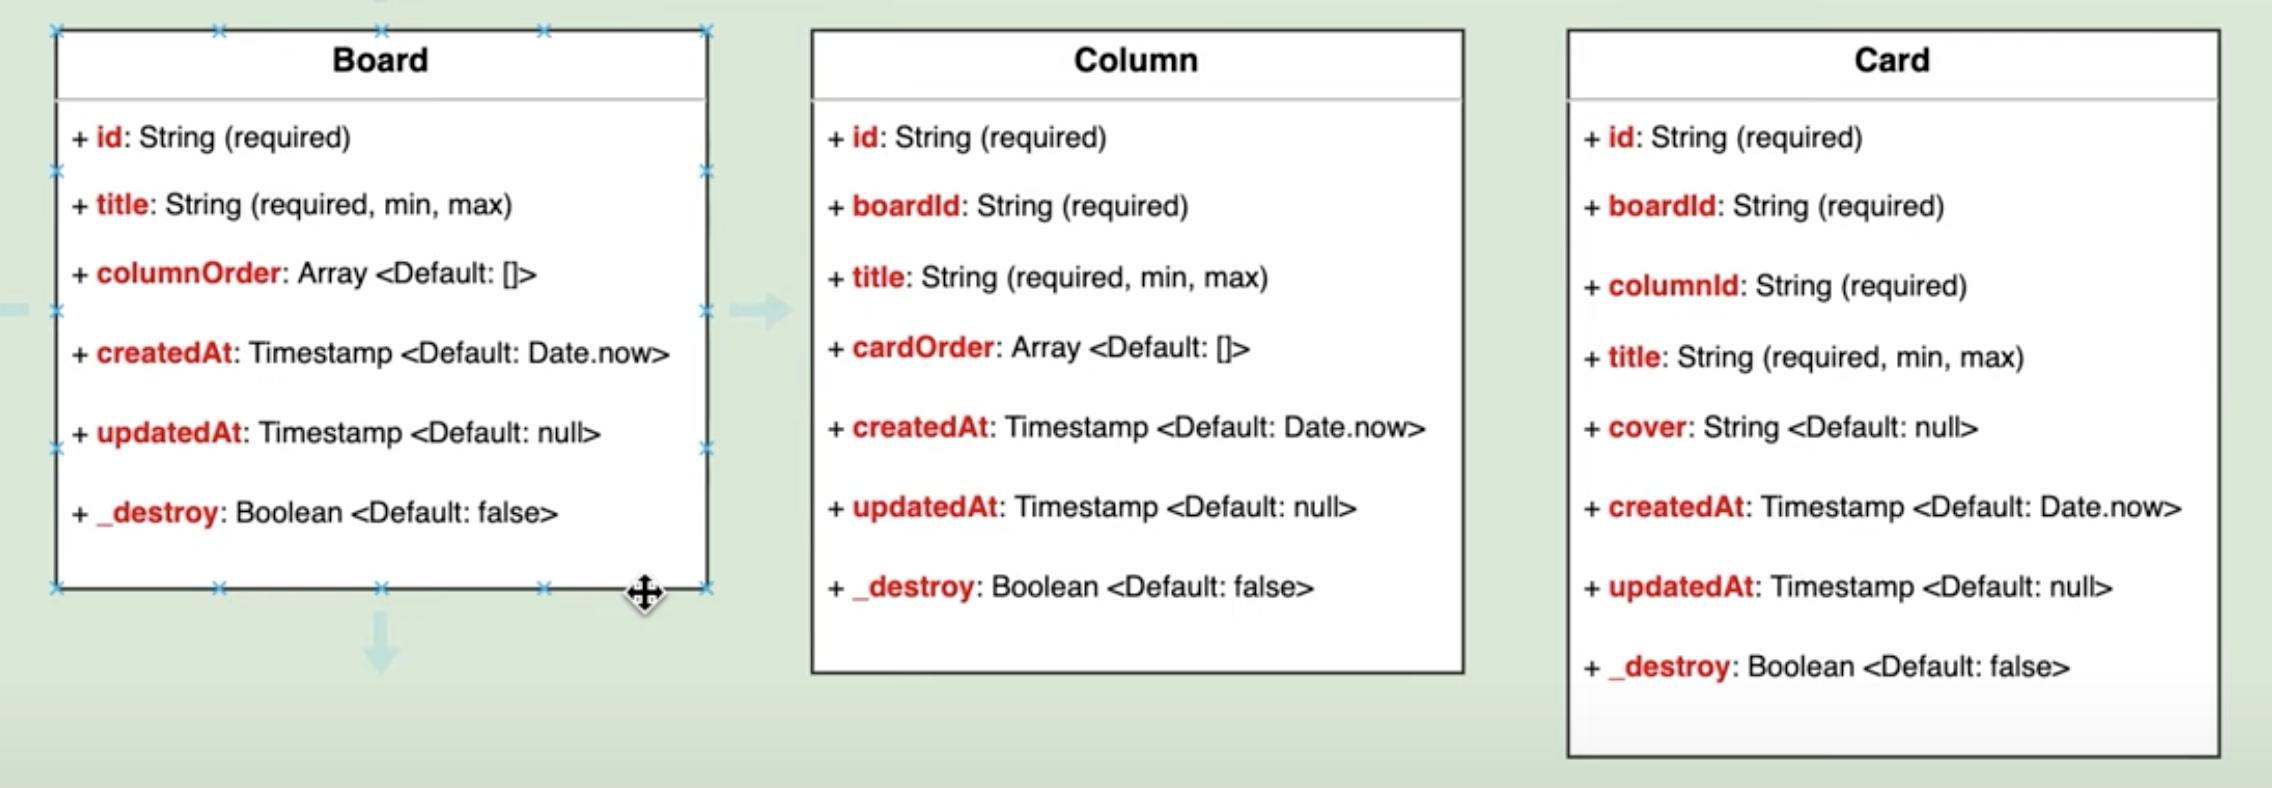 Board
+ id: String (required)
+ title: String (required, min, max)
+ columnOrder: Array <Default: []>
+ createdAt: Timestamp <Default: Date.now>
+ updatedAt: Timestamp <Default: null>
+ _destroy: Boolean <Default: false>
Column
+ id: String (required)
+ boardId: String (required)
+ title: String (required, min, max)
+ cardOrder: Array <Default: []>
+ createdAt: Timestamp <Default: Date.now>
+ updatedAt: Timestamp <Default: null>
+ _destroy: Boolean <Default: false>
Card
+ id: String (required)
+ boardId: String (required)
+ columnId: String (required)
+ title: String (required, min, max)
+ cover: String <Default: null>
+ createdAt: Timestamp <Default: Date.now>
+ updatedAt: Timestamp <Default: null>
+ _destroy: Boolean <Default: false>